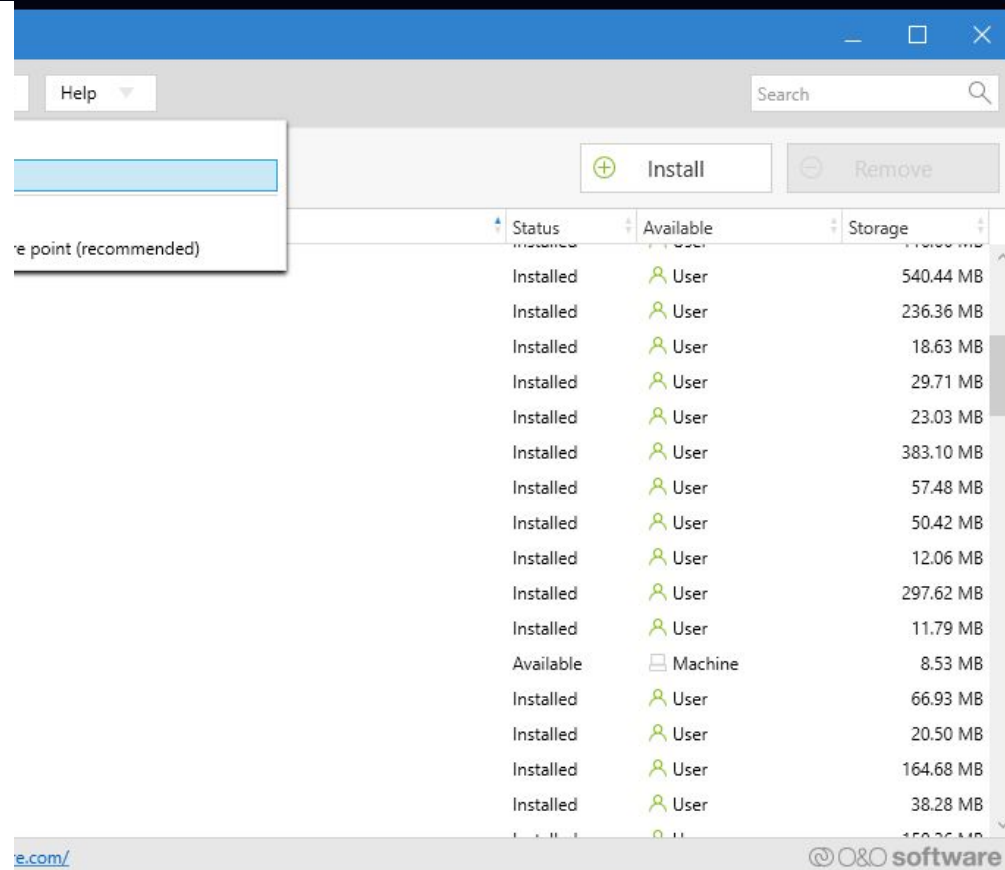 Help
Search
Install
Remove
Status Available Storage
re point (recommended)
Installed User 540.44 MB
Installed User 236.36 MB
Installed User 18.63 MB
Installed User 29.71 MB
Installed User 23.03 MB
Installed User 383.10 MB
Installed User 57.48 MB
Installed User 50.42 MB
Installed User 12.06 MB
Installed User 297.62 MB
Installed User 11.79 MB
Available Machine 8.53 MB
Installed User 66.93 MB
Installed User 20.50 MB
Installed User 164.68 MB
Installed User 38.28 MB
re.com/
O&O software